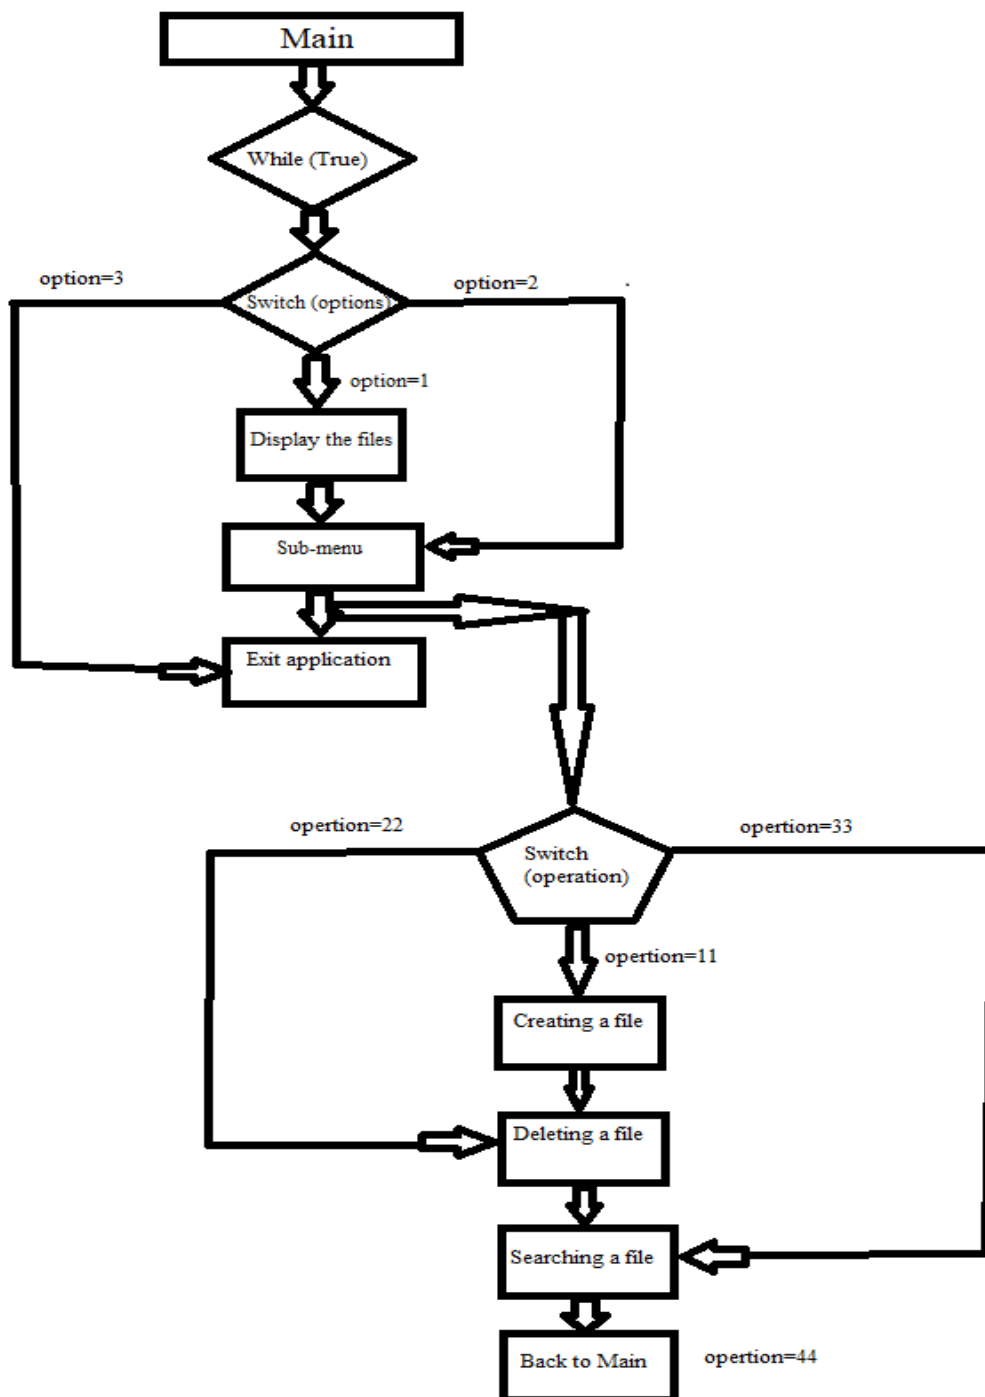 Main
While (True)
option=3
option=2
Switch (options)
option=1
Display the files
Sub-menu
Exit application
opertion=22
opertion=33
Switch
(operation)
opertion=11
Creating a file
Deleting a file
Searching a file
Back to Main
opertion=44